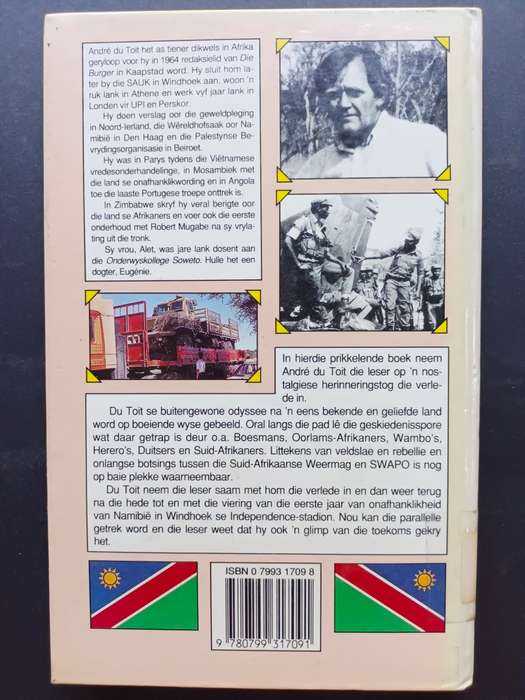 André du Toit het as tiener dikwels in Afrika
geryloop voor hy in 1964 redaksielid van Die
Burger in Kaapstad word. Hy sluit hom la-
ter by die SAUK in Windhoek aan, woon 'n
ruk lank in Athene en werk vyf jaar lank in
Londen vir UPI en Perskor.
Hy doen verslag oor die geweldpleging
in Noord-Ierland, die Wêreldhofsaak oor Na-
mibië in Den Haag en die Palestynse Be-
vrydingsorganisasie in Beiroet.
Hy was in Parys tydens die Viëtnamese
vredesonderhandelinge, in Mosambiek met
die land se onafhanklikwording en in Angola
toe die laaste Portugese troepe onttrek is.
In Zimbabwe skryf hy veral berigte oor
die land se Afrikaners en voer ook die eerste
onderhoud met Robert Mugabe na sy vryla-
ting uit die tronk.
Sy vrou, Alet, was jare lank dosent aan
die Onderwyskollege Soweto. Hulle het een
dogter, Eugénie.
In hierdie prikkelende boek neem
André du Toit die leser op 'n nos-
talgiese herinneringstog die verle-
de in.
Du Toit se buitengewone odyssee na 'n eens bekende en geliefde land
word op boeiende wyse gebeeld. Oral langs die pad lê die geskiedenisspore
wat daar getrap is deur o.a. Boesmans, Oorlams-Afrikaners, Wambo's,
Herero's, Duitsers en Suid-Afrikaners. Littekens van veldslae en rebellie en
onlangse botsings tussen die Suid-Afrikaanse Weermag en SWAPO is nog
op baie plekke waarneembaar.
Du Toit neem die leser saam met hom die verlede in en dan weer terug
na die hede tot en met die viering van die eerste jaar van onafhanklikheid
van Namibië in Windhoek se Independence-stadion. Nou kan die parallelle
getrek word en die leser weet dat hy ook 'n glimp van die toekoms gekry
het.
ISBN 0 7993 1709 8
9 780799 317091